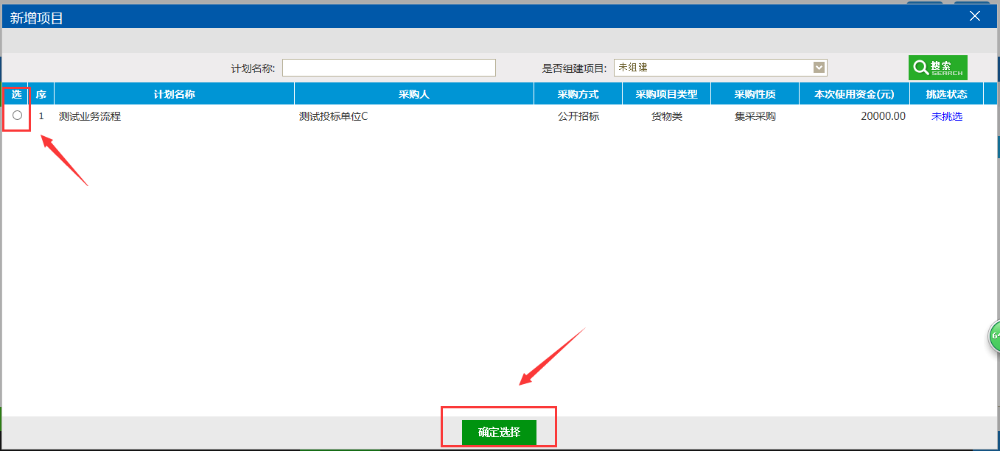 新增项目
计划名称: 是否组建项目: 未组建 搜索 SEARCH
选 序 计划名称 采购人 采购方式 采购项目类型 采购性质 本次使用资金(元) 挑选状态
1 测试业务流程 测试投标单位C 公开招标 货物类 集采采购 20000.00 未挑选
确定选择